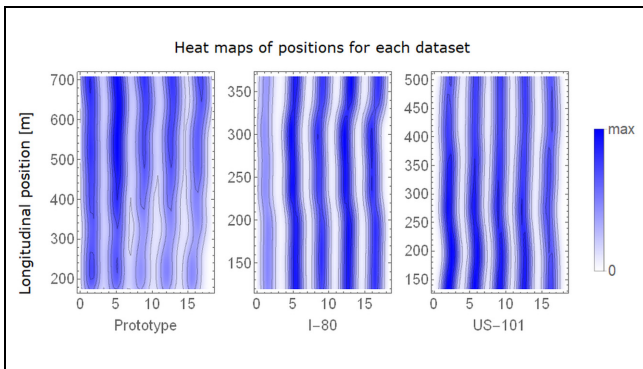 Heat maps of positions for each dataset
Longitudinal position [m]
700
600
500
400
300
200
0 5 10 15
Prototype
350
300
250
200
150
0 5 10 15
I-80
500
450
400
350
300
250
200
150
0 5 10 15
US-101
max
0